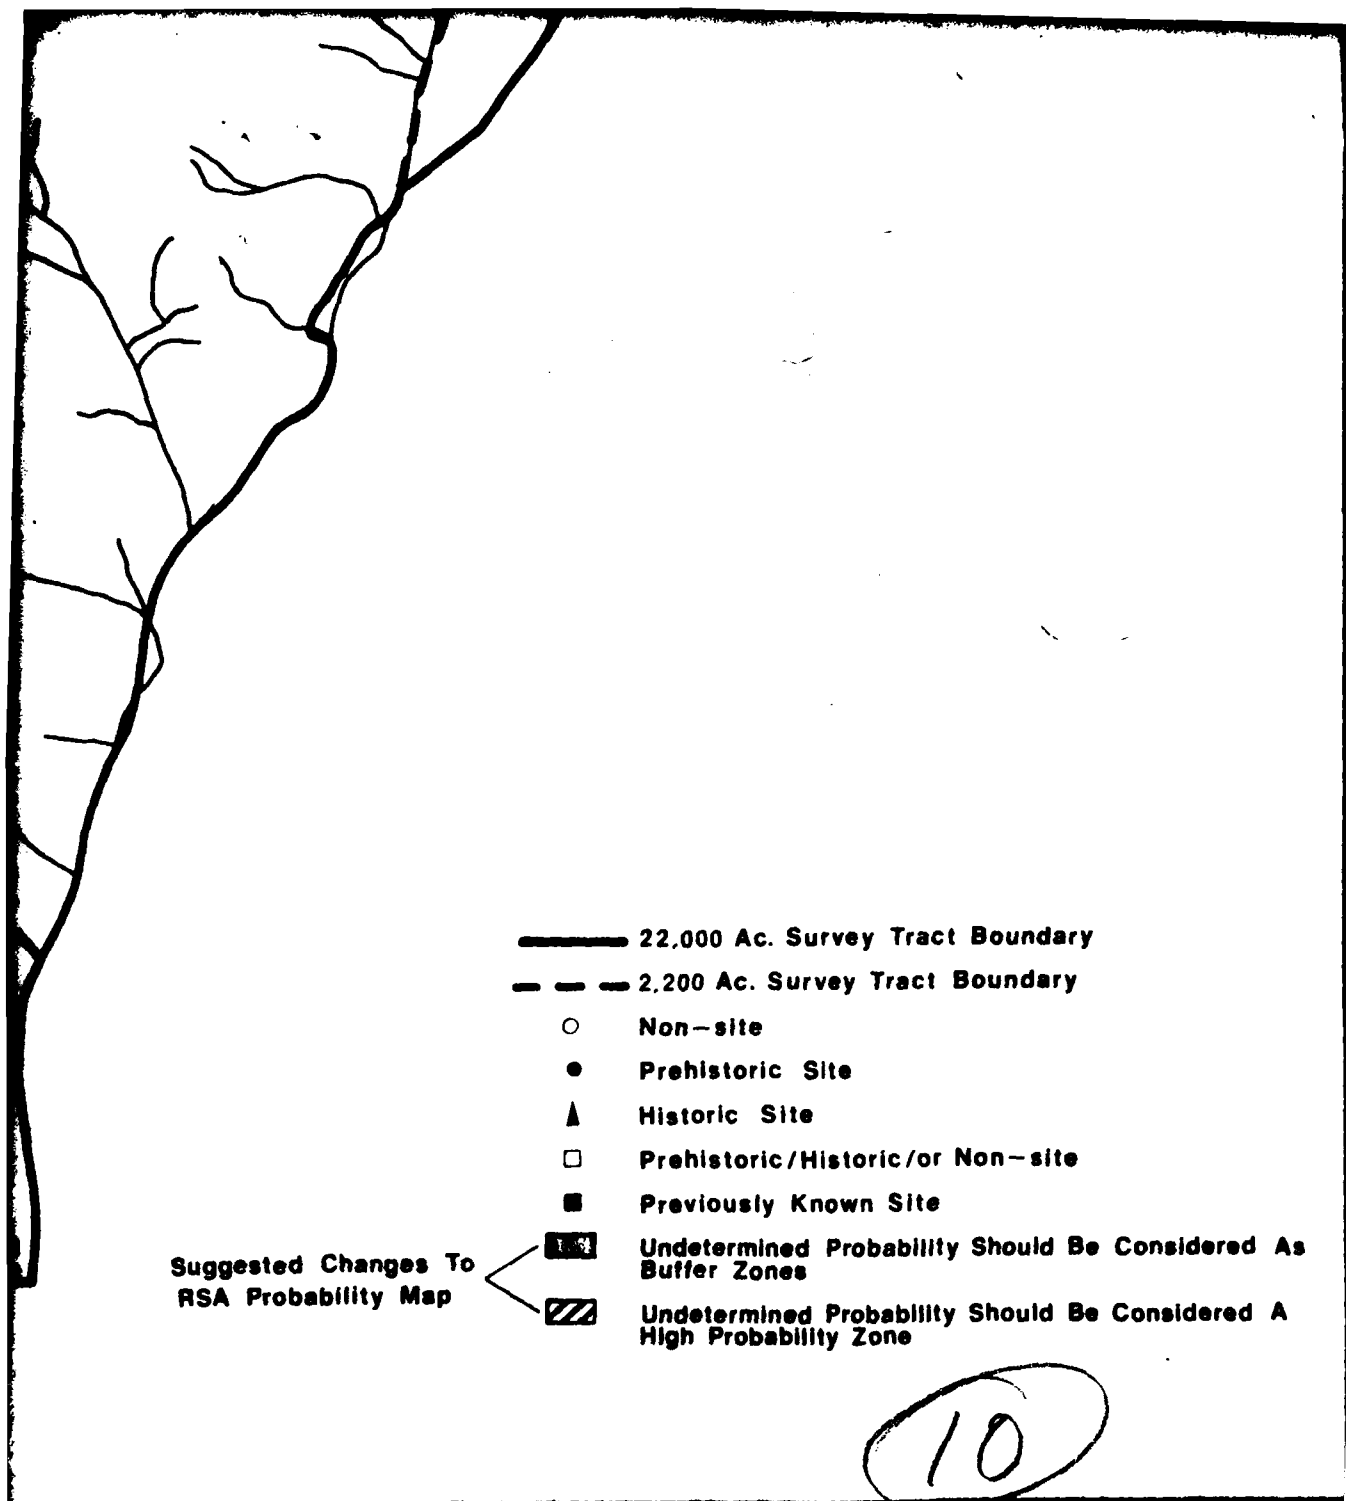 22,000 Ac. Survey Tract Boundary
2,200 Ac. Survey Tract Boundary
Non-site
Prehistoric Site
Historic Site
Prehistoric/Historic/or Non-site
Previously Known Site
Suggested Changes To
RSA Probability Map
Undetermined Probability Should Be Considered As
Buffer Zones
Undetermined Probability Should Be Considered A
High Probability Zone
10